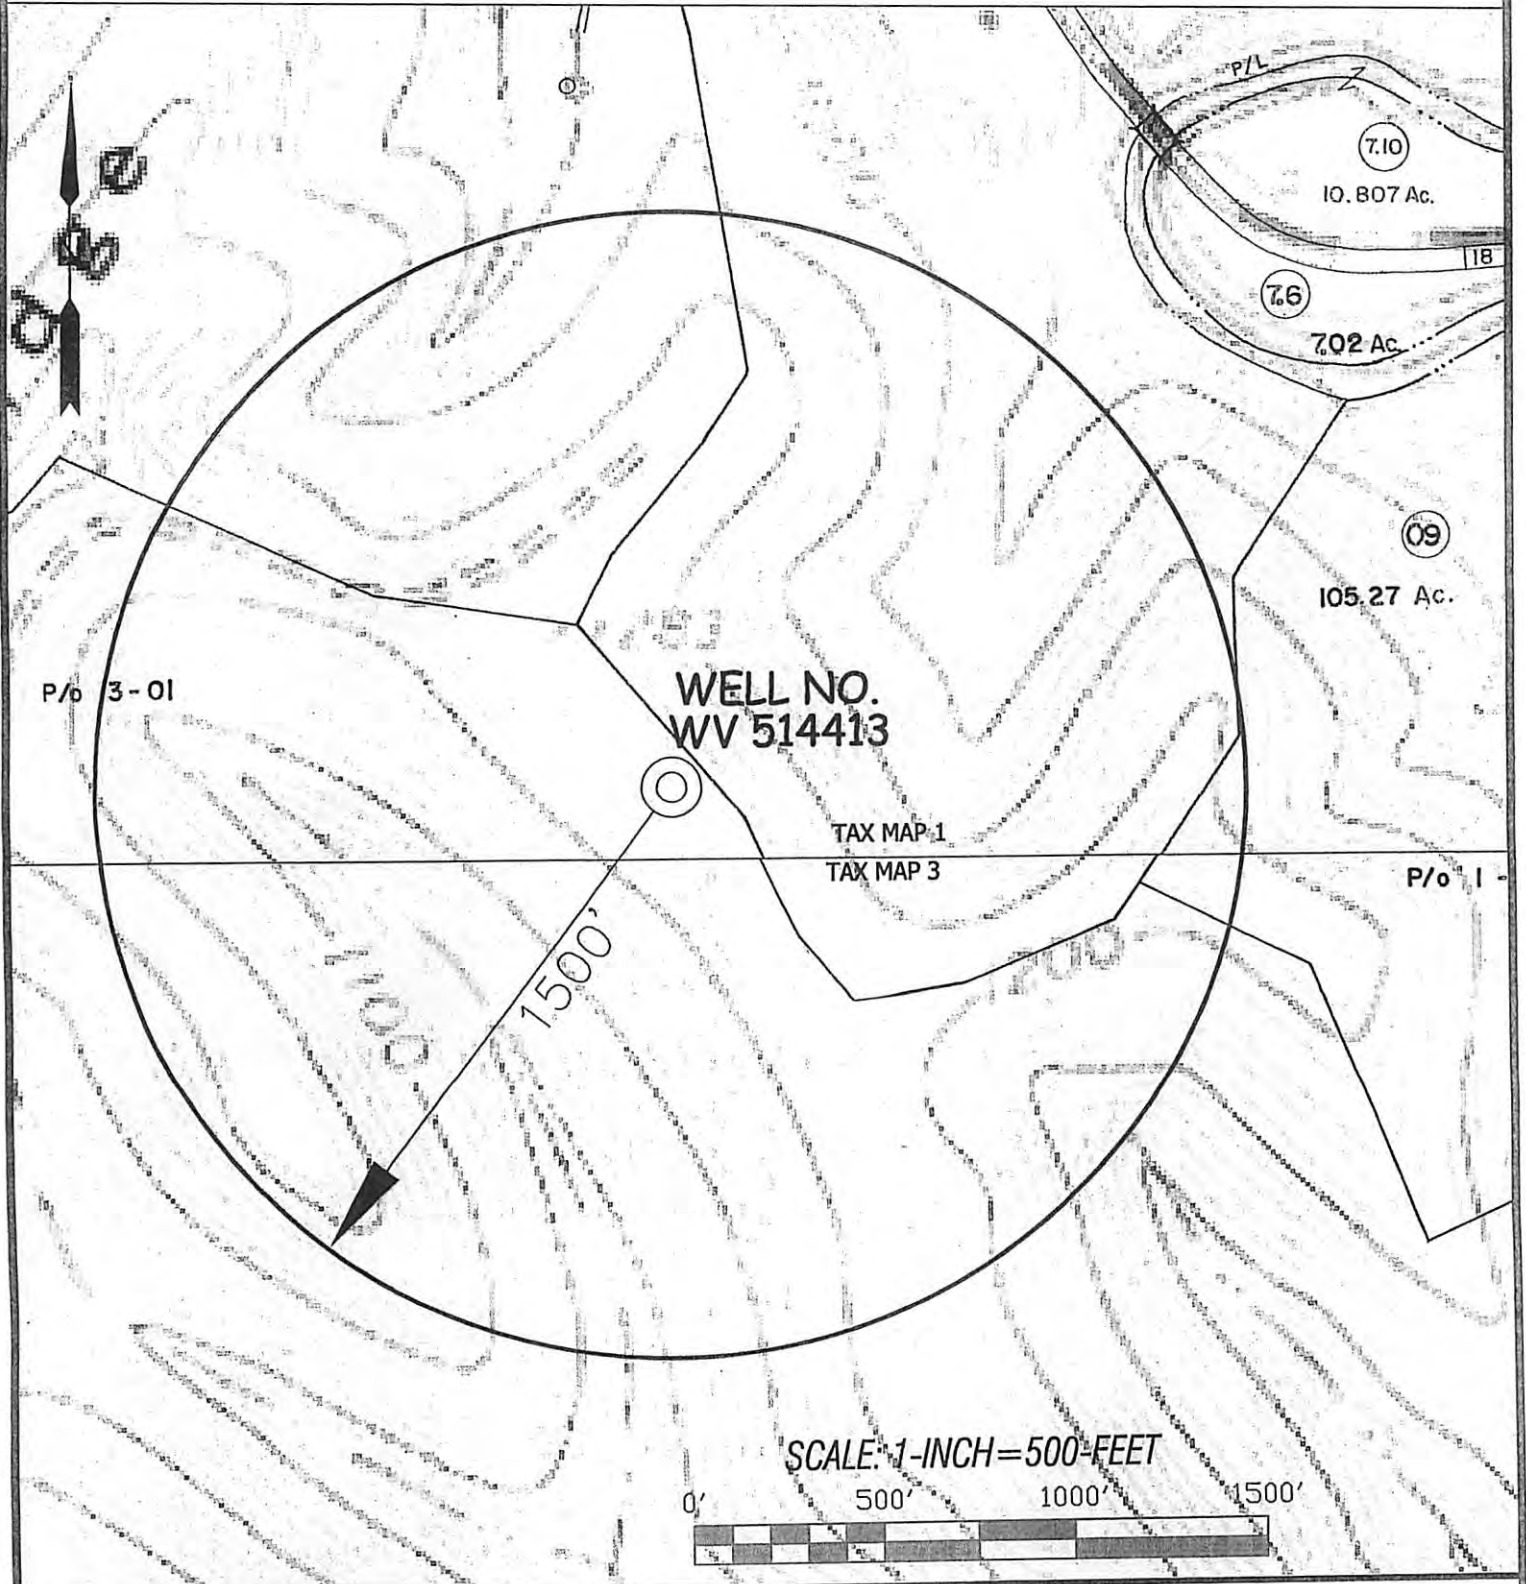 P/L
7.10
10.807 Ac.
18
7.6
7.02 Ac.
09
105.27 Ac.
P/o 3-01
WELL NO.
WV 514413
TAX MAP 1
TAX MAP 3
P/o 1 -
1500'
1100
SCALE: 1-INCH=500-FEET
0' 500' 1000' 1500'